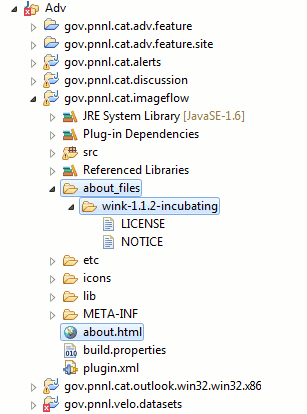 Adv
gov.pnnl.cat.adv.feature
gov.pnnl.cat.adv.feature.site
gov.pnnl.cat.alerts
gov.pnnl.cat.discussion
gov.pnnl.cat.imageflow
JRE System Library [JavaSE-1.6]
Plug-in Dependencies
src
Referenced Libraries
about_files
wink-1.1.2-incubating
LICENSE
NOTICE
etc
icons
lib
META-INF
about.html
build.properties
plugin.xml
gov.pnnl.cat.outlook.win32.win32.x86
gov.pnnl.velo.datasets